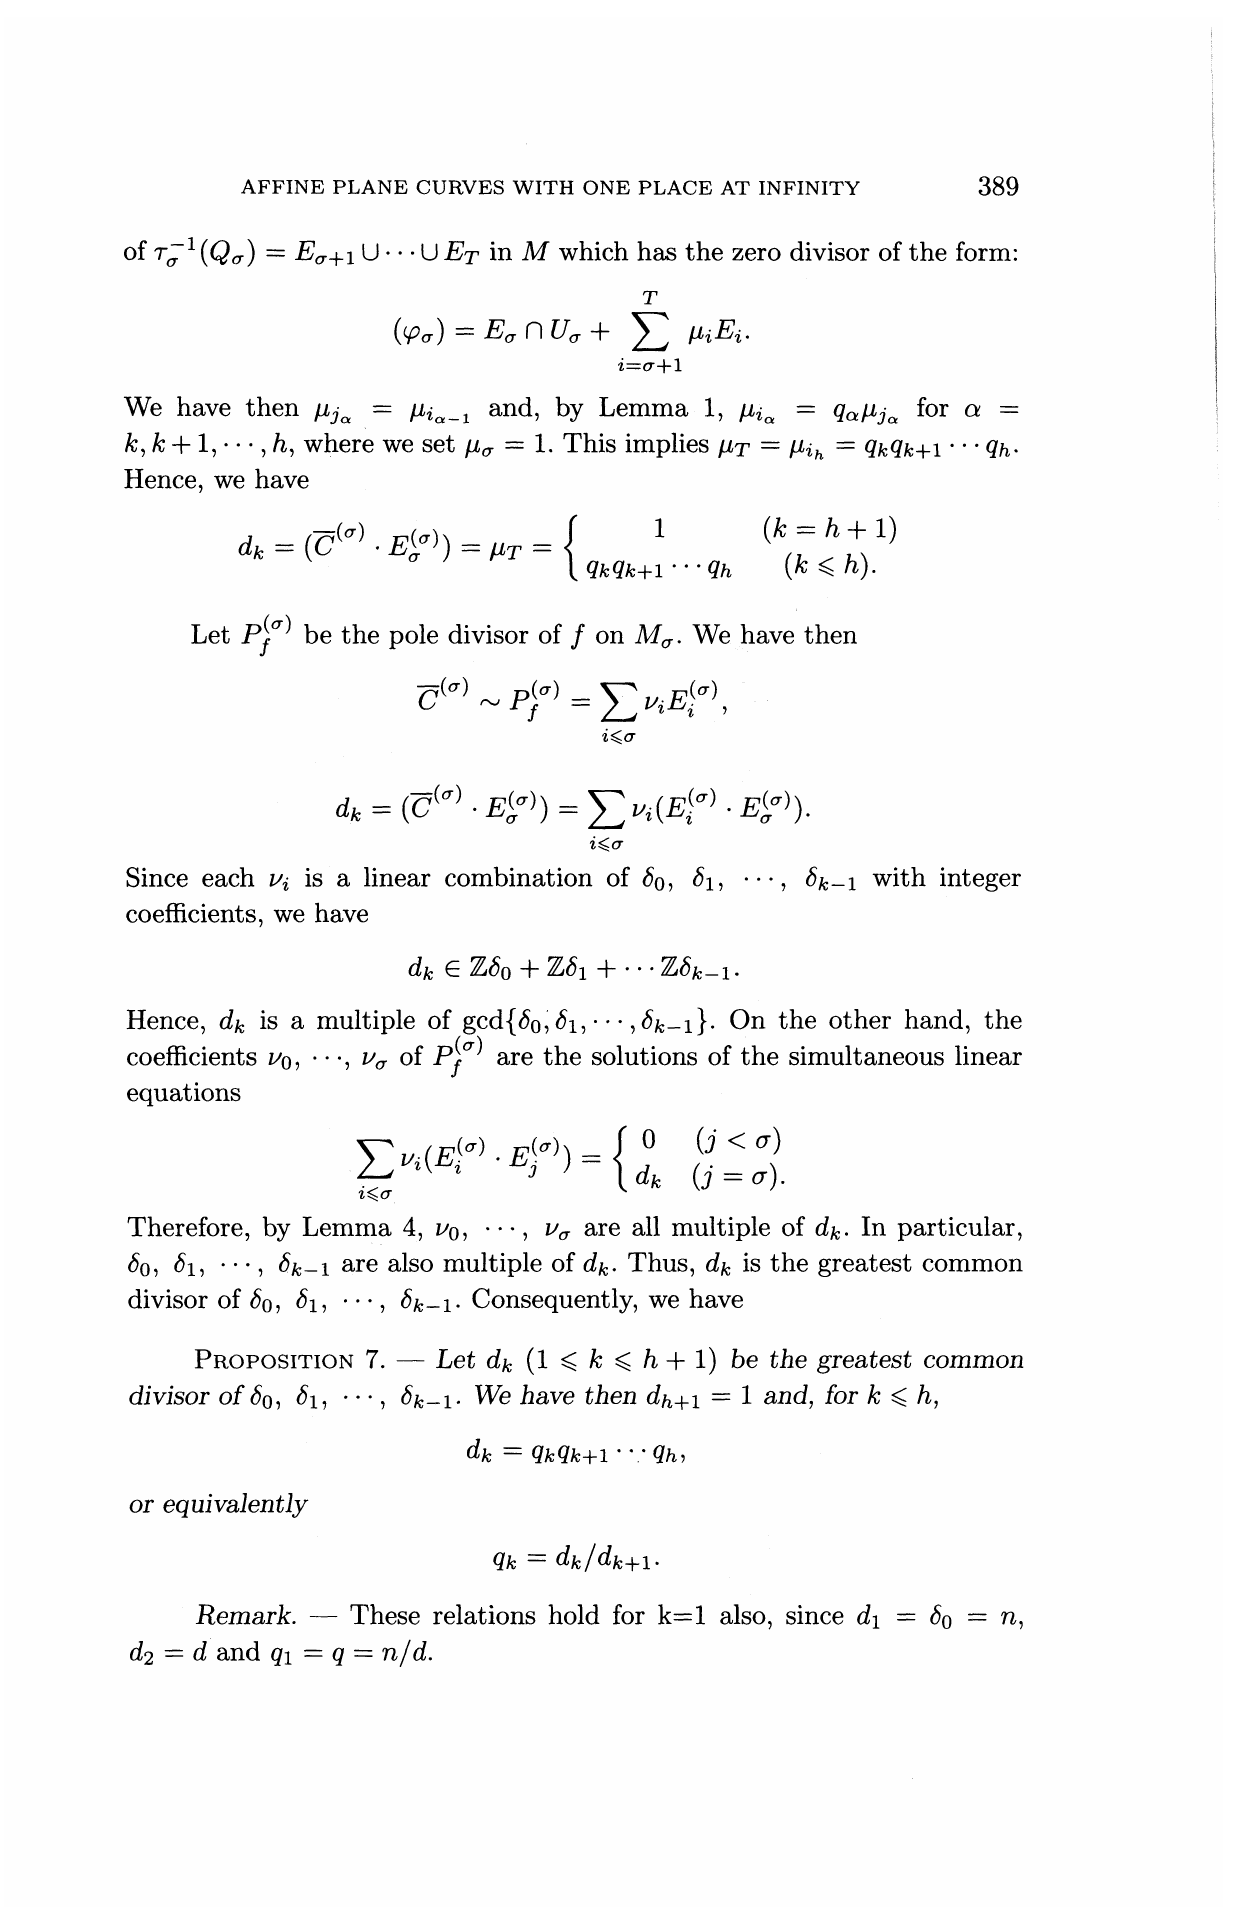 AFFINE PLANE CURVES WITH ONE PLACE AT INFINITY 389
of $\tau_\sigma^{-1}(Q_\sigma) = E_{\sigma+1} \cup \cdots \cup E_T$ in $M$ which has the zero divisor of the form:
$$(\varphi_\sigma) = E_\sigma \cap U_\sigma + \sum_{i=\sigma+1}^{T} \mu_i E_i.$$
We have then $\mu_{j_\alpha} = \mu_{i_{\alpha-1}}$ and, by Lemma 1, $\mu_{i_\alpha} = q_\alpha \mu_{j_\alpha}$ for $\alpha =$
$k, k+1, \cdots, h$, where we set $\mu_\sigma = 1$. This implies $\mu_T = \mu_{i_h} = q_k q_{k+1} \cdots q_h$.
Hence, we have
$$d_k = (\overline{C}^{(\sigma)} \cdot E_\sigma^{(\sigma)}) = \mu_T = \begin{cases} 1 & (k = h+1) \\ q_k q_{k+1} \cdots q_h & (k \leqslant h). \end{cases}$$
Let $P_f^{(\sigma)}$ be the pole divisor of $f$ on $M_\sigma$. We have then
$$\overline{C}^{(\sigma)} \sim P_f^{(\sigma)} = \sum_{i \leqslant \sigma} \nu_i E_i^{(\sigma)},$$
$$d_k = (\overline{C}^{(\sigma)} \cdot E_\sigma^{(\sigma)}) = \sum_{i \leqslant \sigma} \nu_i (E_i^{(\sigma)} \cdot E_\sigma^{(\sigma)}).$$
Since each $\nu_i$ is a linear combination of $\delta_0, \delta_1, \cdots, \delta_{k-1}$ with integer
coefficients, we have
$$d_k \in \mathbb{Z}\delta_0 + \mathbb{Z}\delta_1 + \cdots \mathbb{Z}\delta_{k-1}.$$
Hence, $d_k$ is a multiple of $\gcd\{\delta_0, \delta_1, \cdots, \delta_{k-1}\}$. On the other hand, the
coefficients $\nu_0, \cdots, \nu_\sigma$ of $P_f^{(\sigma)}$ are the solutions of the simultaneous linear
equations
$$\sum_{i \leqslant \sigma} \nu_i (E_i^{(\sigma)} \cdot E_j^{(\sigma)}) = \begin{cases} 0 & (j < \sigma) \\ d_k & (j = \sigma). \end{cases}$$
Therefore, by Lemma 4, $\nu_0, \cdots, \nu_\sigma$ are all multiple of $d_k$. In particular,
$\delta_0, \delta_1, \cdots, \delta_{k-1}$ are also multiple of $d_k$. Thus, $d_k$ is the greatest common
divisor of $\delta_0, \delta_1, \cdots, \delta_{k-1}$. Consequently, we have
PROPOSITION 7. — Let $d_k$ $(1 \leqslant k \leqslant h+1)$ be the greatest common
divisor of $\delta_0, \delta_1, \cdots, \delta_{k-1}$. We have then $d_{h+1} = 1$ and, for $k \leqslant h$,
$$d_k = q_k q_{k+1} \cdots q_h,$$
or equivalently
$$q_k = d_k / d_{k+1}.$$
Remark. — These relations hold for k=1 also, since $d_1 = \delta_0 = n$,
$d_2 = d$ and $q_1 = q = n/d$.